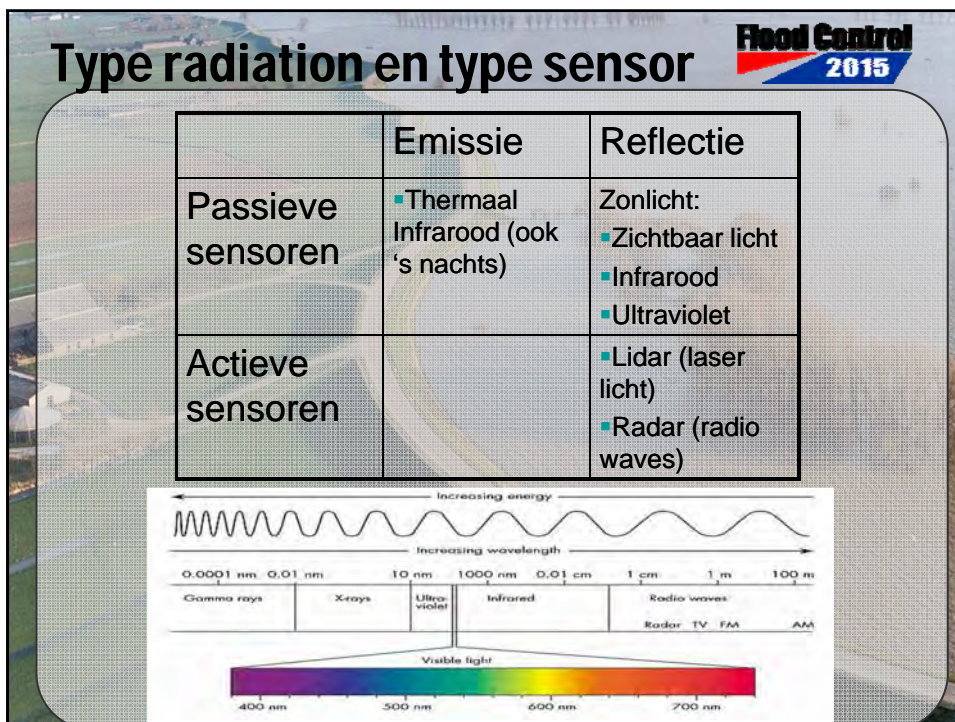 Type radiation en type sensor
Flood Control
2015
Emissie Reflectie
Passieve
sensoren
▪Thermaal
Infrarood (ook
‘s nachts)
Zonlicht:
▪Zichtbaar licht
▪Infrarood
▪Ultraviolet
Actieve
sensoren
▪Lidar (laser
licht)
▪Radar (radio
waves)
Increasing energy
Increasing wavelength
0.0001 nm 0.01 nm 10 nm 1000 nm 0.01 cm 1 cm 1 m 100 m
Gamma rays X-rays Ultra-
violet Infrared Radio waves
Radar TV FM AM
Visible light
400 nm 500 nm 600 nm 700 nm